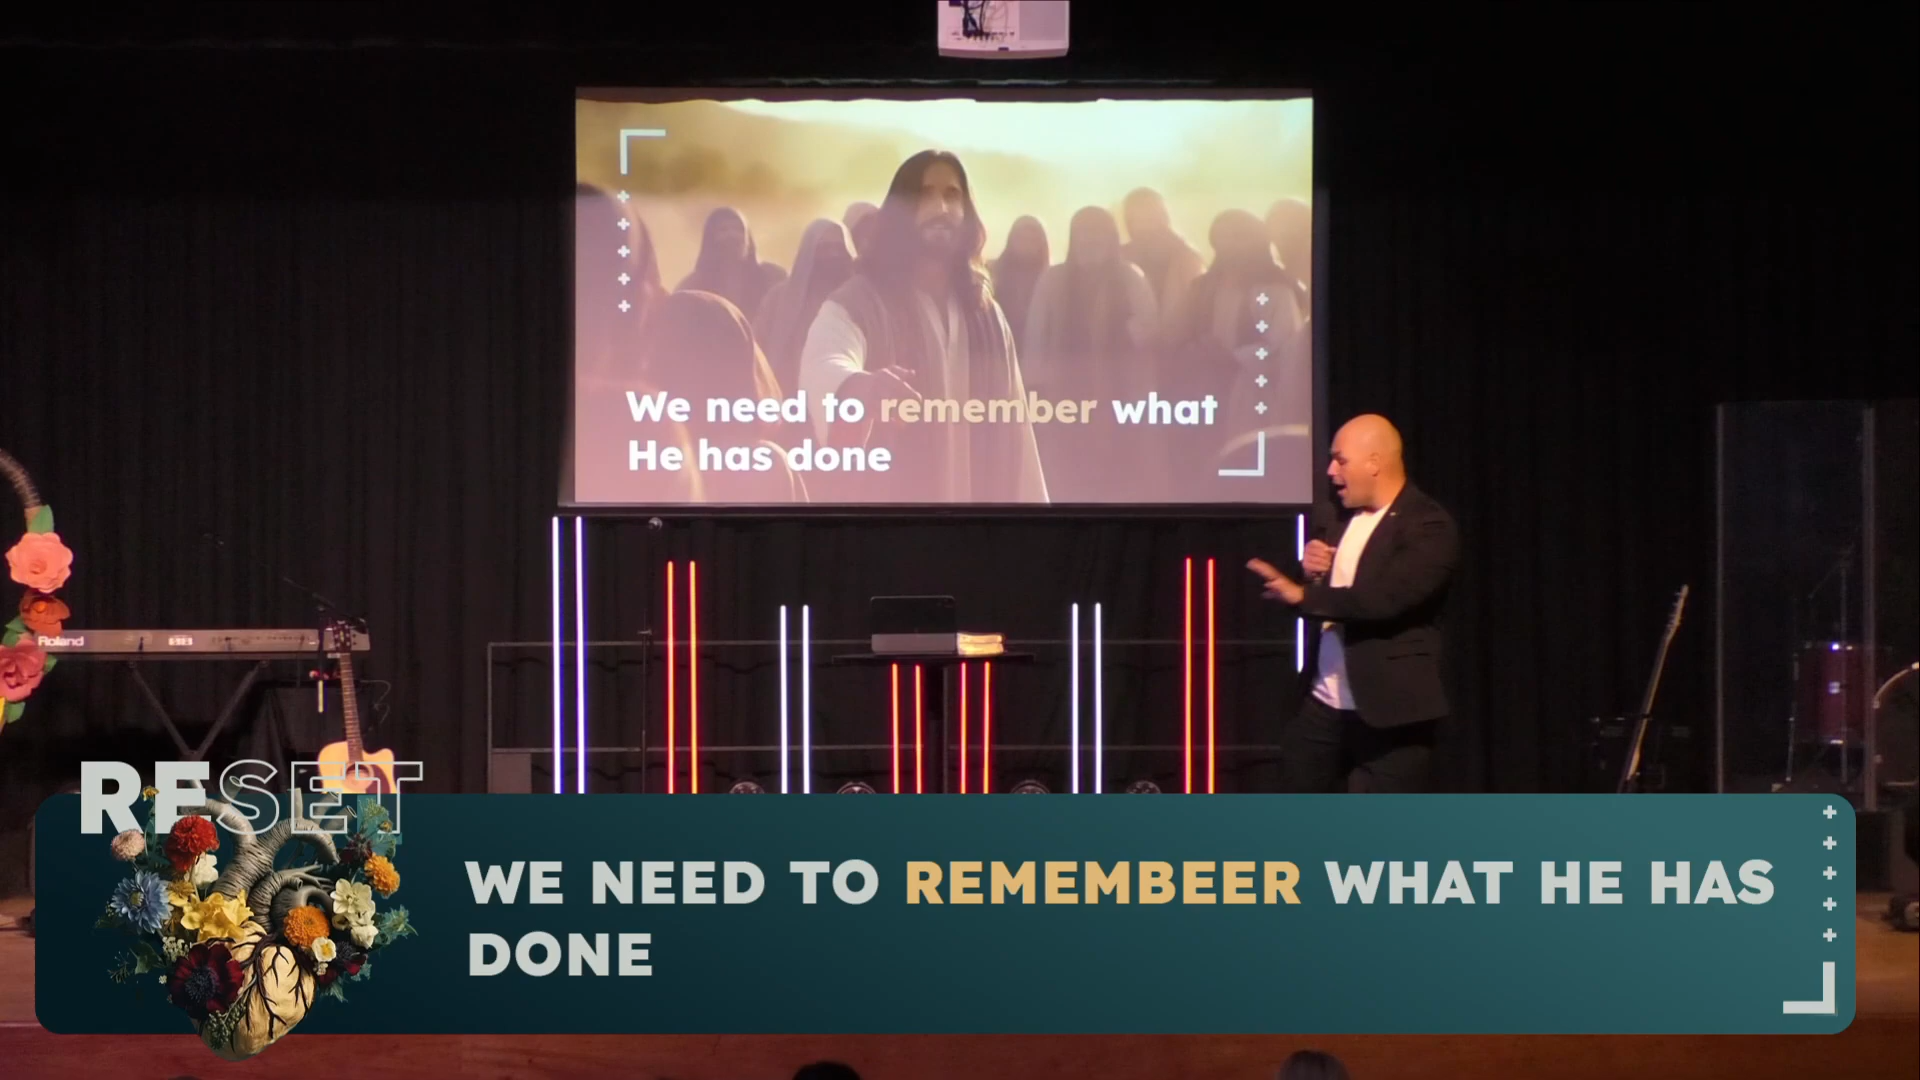 We need to remember what
He has done
Roland
RESET
WE NEED TO REMEMBEER WHAT HE HAS
DONE